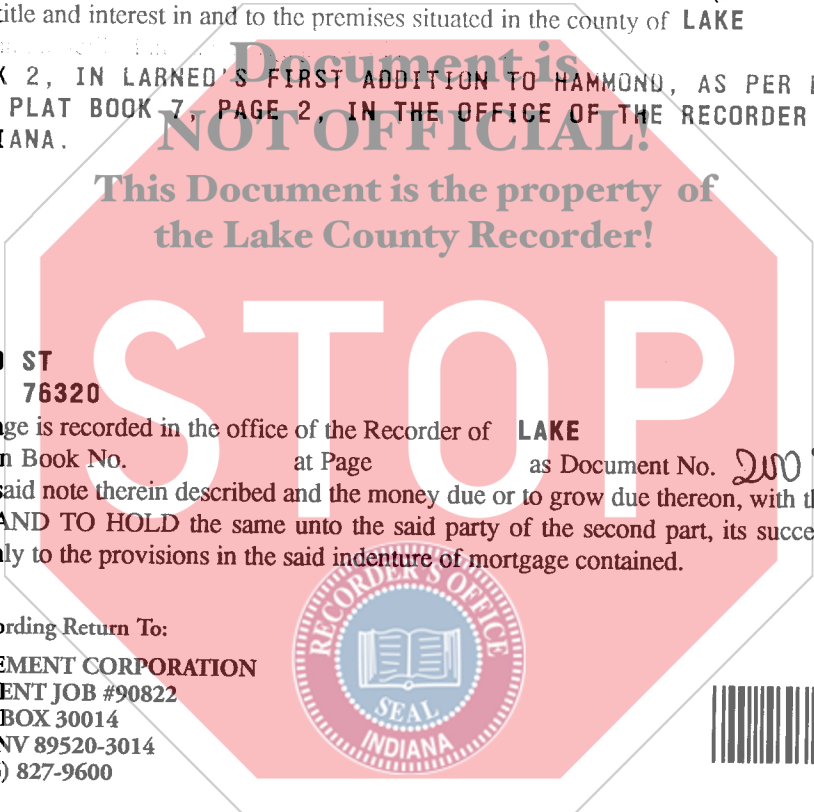 title and interest in and to the premises situated in the county of LAKE
Document is
K 2, IN LARNED'S FIRST ADDITION TO HAMMOND, AS PER
PLAT BOOK 7, PAGE 2, IN THE OFFICE OF THE RECORDER
NOT OFFICIAL!
IANA.
This Document is the property of
the Lake County Recorder!
STOP
ST
76320
ge is recorded in the office of the Recorder of LAKE
n Book No. at Page as Document No. 200
said note therein described and the money due or to grow due thereon, with th
AND TO HOLD the same unto the said party of the second part, its succe
ly to the provisions in the said indenture of mortgage contained.
RECORDER'S OFFICE
SEAL
INDIANA
rding Return To:
EMENT CORPORATION
ENT JOB #90822
BOX 30014
NV 89520-3014
) 827-9600